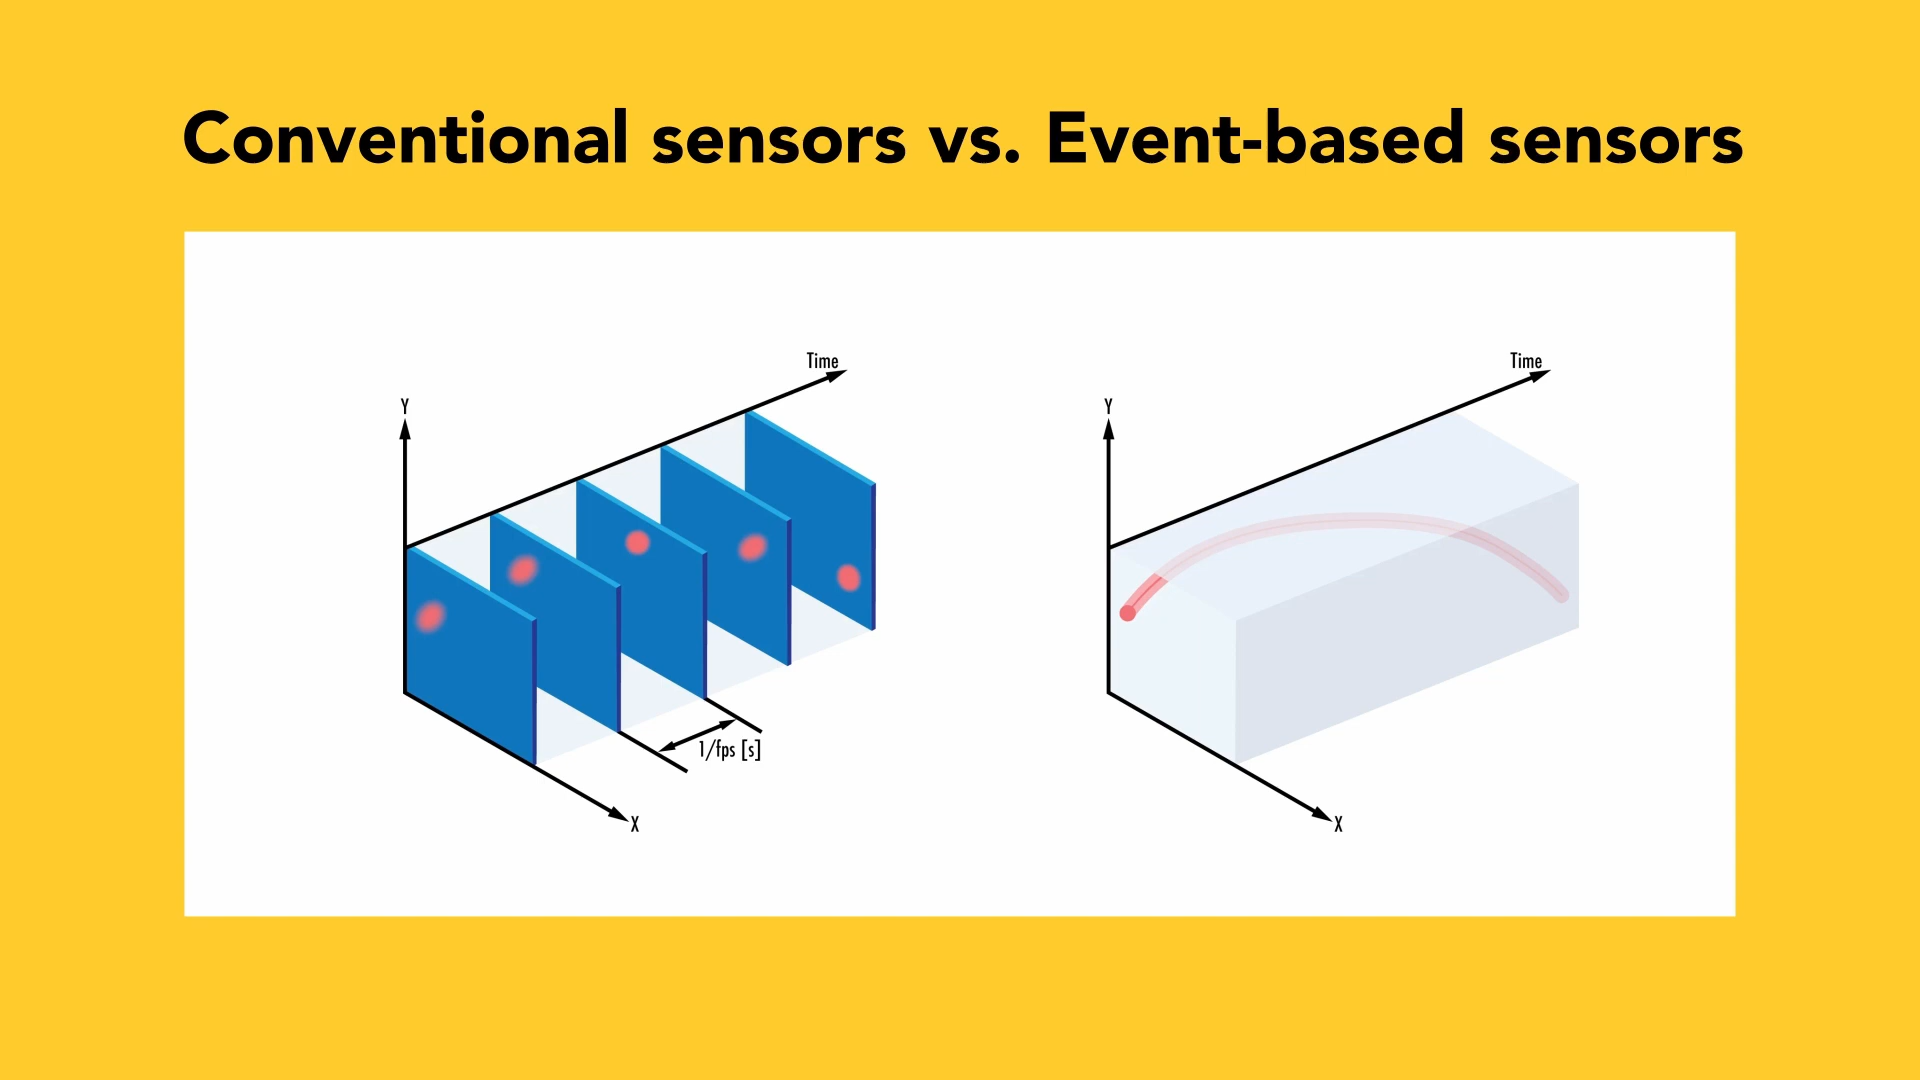 Conventional sensors vs. Event-based sensors
Time
Y
1/fps [s]
X
Time
Y
X